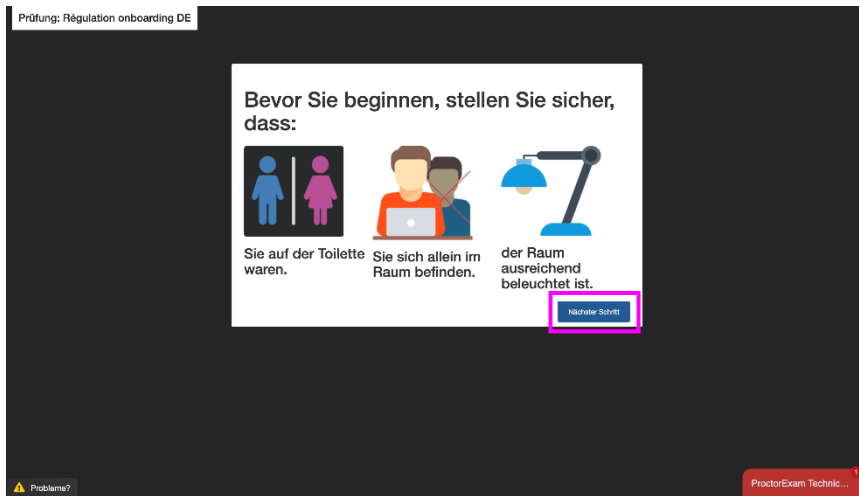 Prüfung: Régulation onboarding DE
Bevor Sie beginnen, stellen Sie sicher,
dass:
Sie auf der Toilette
waren.
Sie sich allein im
Raum befinden.
der Raum
ausreichend
beleuchtet ist.
Nächster Schritt
Probleme?
ProctorExam Technic...
1